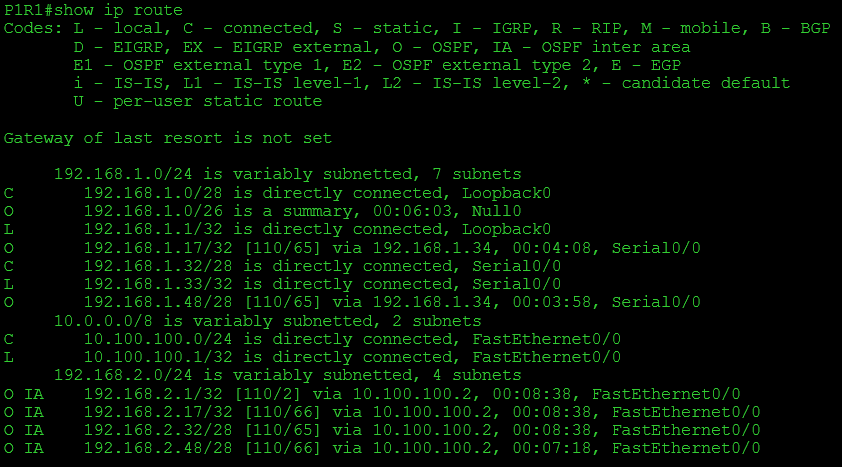 P1R1#show ip route
Codes: L - local, C - connected, S - static, I - IGRP, R - RIP, M - mobile, B - BGP
       D - EIGRP, EX - EIGRP external, O - OSPF, IA - OSPF inter area
       E1 - OSPF external type 1, E2 - OSPF external type 2, E - EGP
       i - IS-IS, L1 - IS-IS level-1, L2 - IS-IS level-2, * - candidate default
       U - per-user static route

Gateway of last resort is not set

     192.168.1.0/24 is variably subnetted, 7 subnets
C       192.168.1.0/28 is directly connected, Loopback0
O       192.168.1.0/26 is a summary, 00:06:03, Null0
L       192.168.1.1/32 is directly connected, Loopback0
O       192.168.1.17/32 [110/65] via 192.168.1.34, 00:04:08, Serial0/0
C       192.168.1.32/28 is directly connected, Serial0/0
L       192.168.1.33/32 is directly connected, Serial0/0
O       192.168.1.48/28 [110/65] via 192.168.1.34, 00:03:58, Serial0/0
     10.0.0.0/8 is variably subnetted, 2 subnets
C       10.100.100.0/24 is directly connected, FastEthernet0/0
L       10.100.100.1/32 is directly connected, FastEthernet0/0
     192.168.2.0/24 is variably subnetted, 4 subnets
O IA    192.168.2.1/32 [110/2] via 10.100.100.2, 00:08:38, FastEthernet0/0
O IA    192.168.2.17/32 [110/66] via 10.100.100.2, 00:08:38, FastEthernet0/0
O IA    192.168.2.32/28 [110/65] via 10.100.100.2, 00:08:38, FastEthernet0/0
O IA    192.168.2.48/28 [110/66] via 10.100.100.2, 00:07:18, FastEthernet0/0